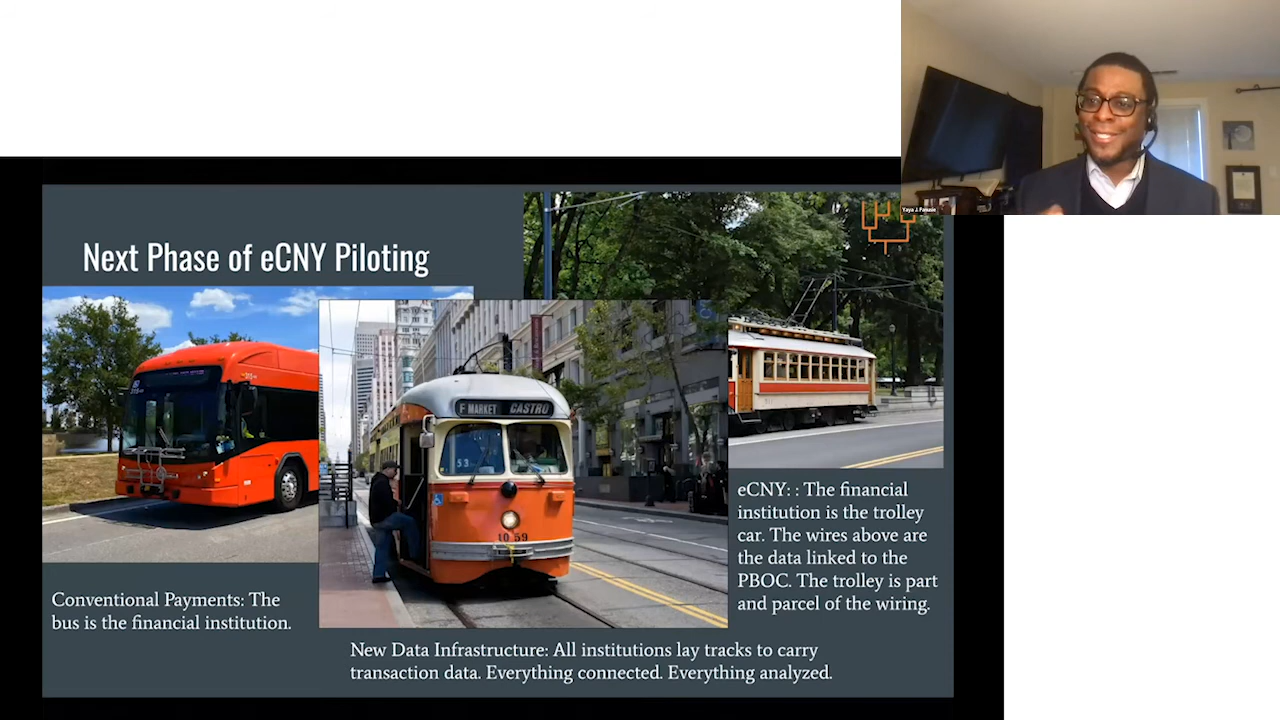 Yaya J. Fanusie
Next Phase of eCNY Piloting
F MARKET CASTRO
53
1059
eCNY: : The financial
institution is the trolley
car. The wires above are
the data linked to the
PBOC. The trolley is part
and parcel of the wiring.
Conventional Payments: The
bus is the financial institution.
New Data Infrastructure: All institutions lay tracks to carry
transaction data. Everything connected. Everything analyzed.